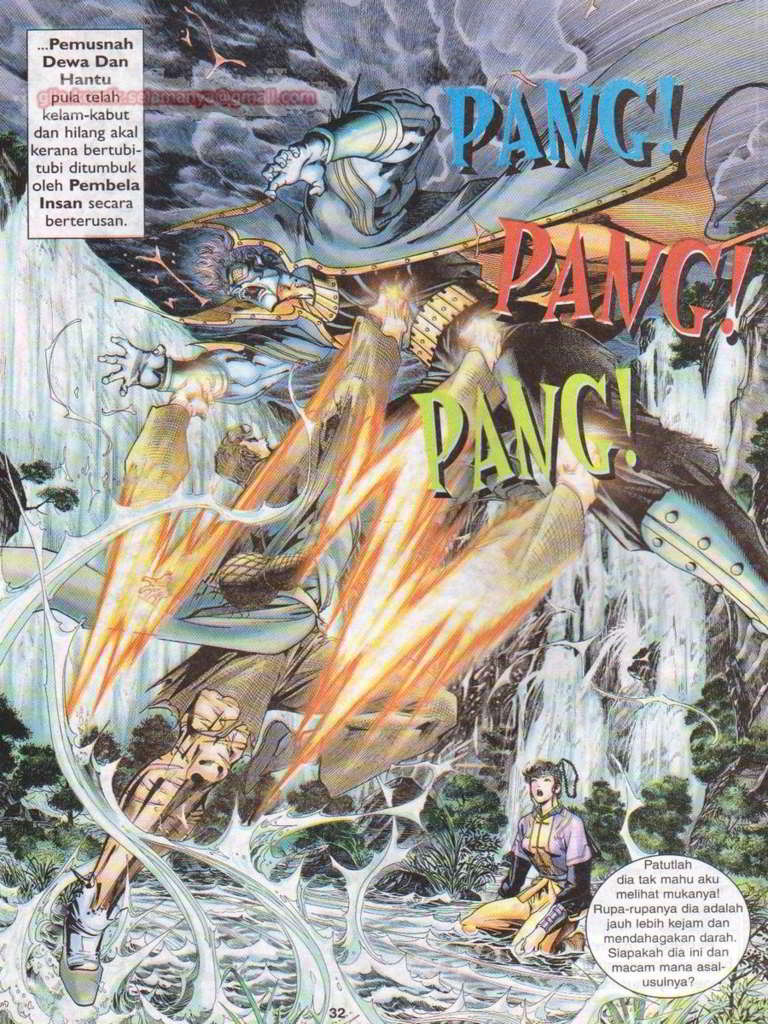 ...Pemusnah
Dewa Dan
Hantu
pula telah
kelam-kabut
dan hilang akal
kerana bertubi-
tubi ditumbuk
oleh Pembela
Insan secara
berterusan.
PANG!
PANG!
PANG!
Patutlah
dia tak mahu aku
melihat mukanya!
Rupa-rupanya dia adalah
jauh lebih kejam dan
mendahagakan darah.
Siapakah dia ini dan
macam mana asal-
usulnya?
32